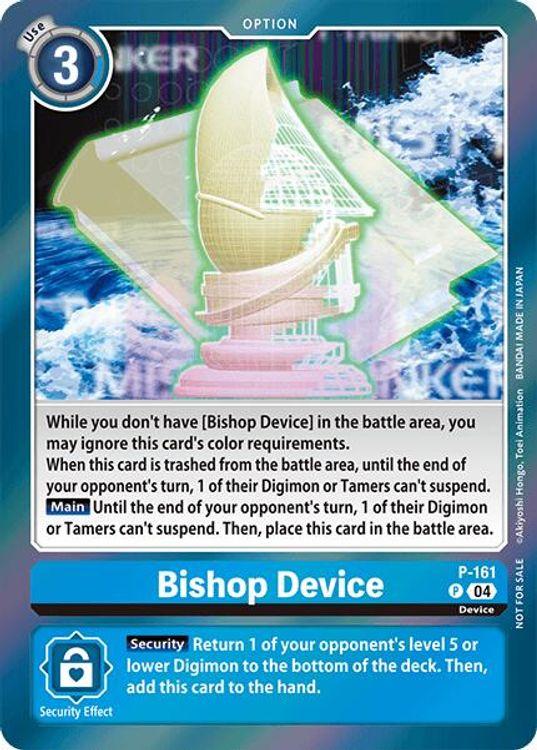 OPTION
Use
3
NKER
While you don't have [Bishop Device] in the battle area, you
may ignore this card's color requirements.
When this card is trashed from the battle area, until the end of
your opponent's turn, 1 of their Digimon or Tamers can't suspend.
Main Until the end of your opponent's turn, 1 of their Digimon
or Tamers can't suspend. Then, place this card in the battle area.
Bishop Device
P-161
P 04
Device
Security Return 1 of your opponent's level 5 or
lower Digimon to the bottom of the deck. Then,
add this card to the hand.
Security Effect
NOT FOR SALE ©Akiyoshi Hongo, Toei Animation BANDAI MADE IN JAPAN